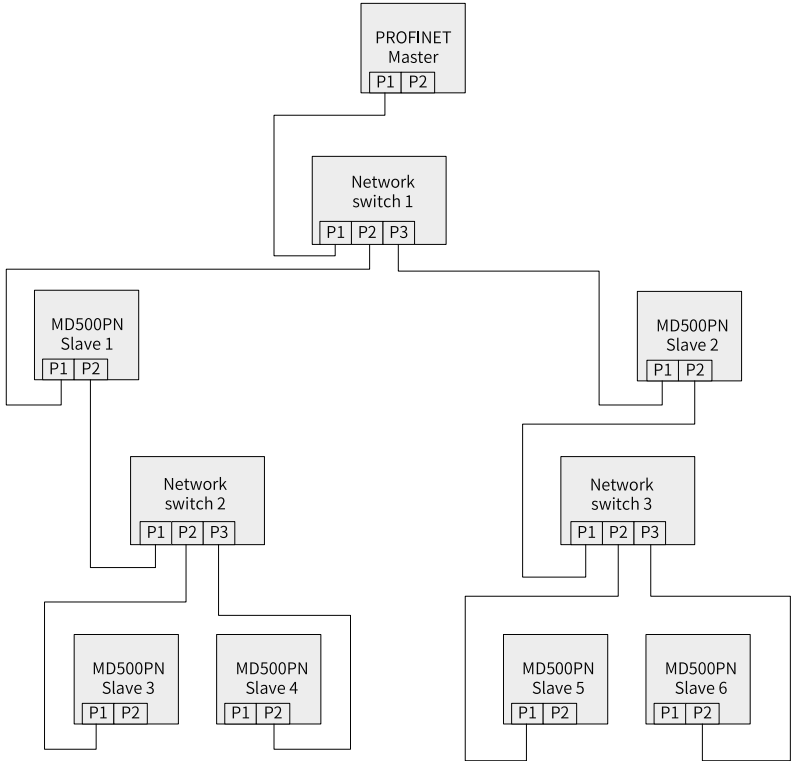 PROFINET
Master
P1 P2
Network
switch 1
P1 P2 P3
MD500PN
Slave 1
P1 P2
MD500PN
Slave 2
P1 P2
Network
switch 2
P1 P2 P3
Network
switch 3
P1 P2 P3
MD500PN
Slave 3
P1 P2
MD500PN
Slave 4
P1 P2
MD500PN
Slave 5
P1 P2
MD500PN
Slave 6
P1 P2